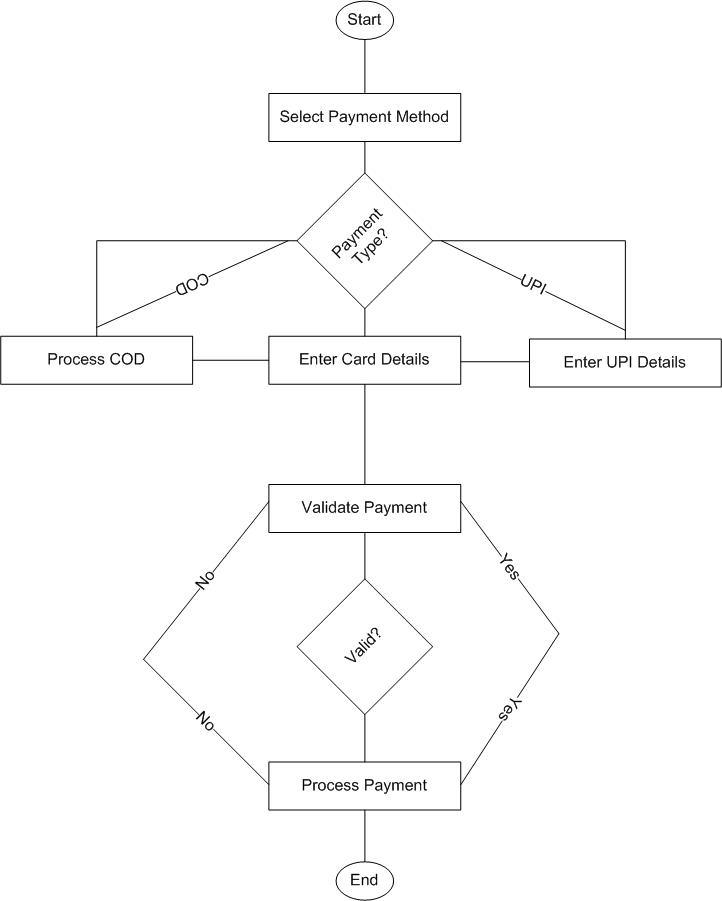 Start
Select Payment Method
Payment
Type?
COD
UPI
Process COD
Enter Card Details
Enter UPI Details
Validate Payment
No
Yes
Valid?
No
Yes
Process Payment
End